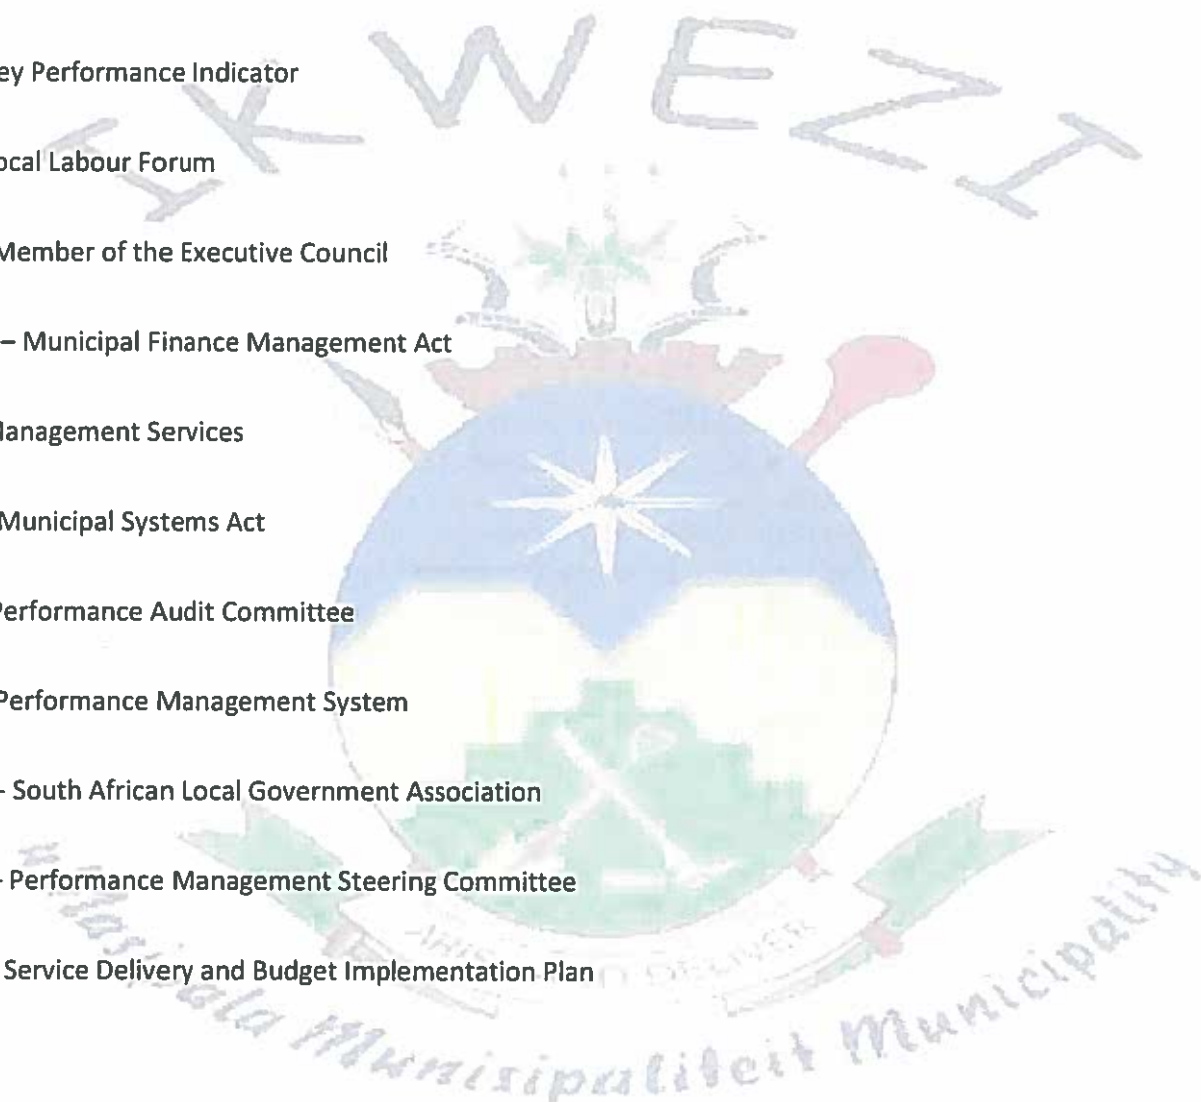 IKWEZI
ey Performance Indicator
ocal Labour Forum
Member of the Executive Council
– Municipal Finance Management Act
anagement Services
Municipal Systems Act
Performance Audit Committee
Performance Management System
- South African Local Government Association
- Performance Management Steering Committee
Service Delivery and Budget Implementation Plan
Munisipaliteit Municipality